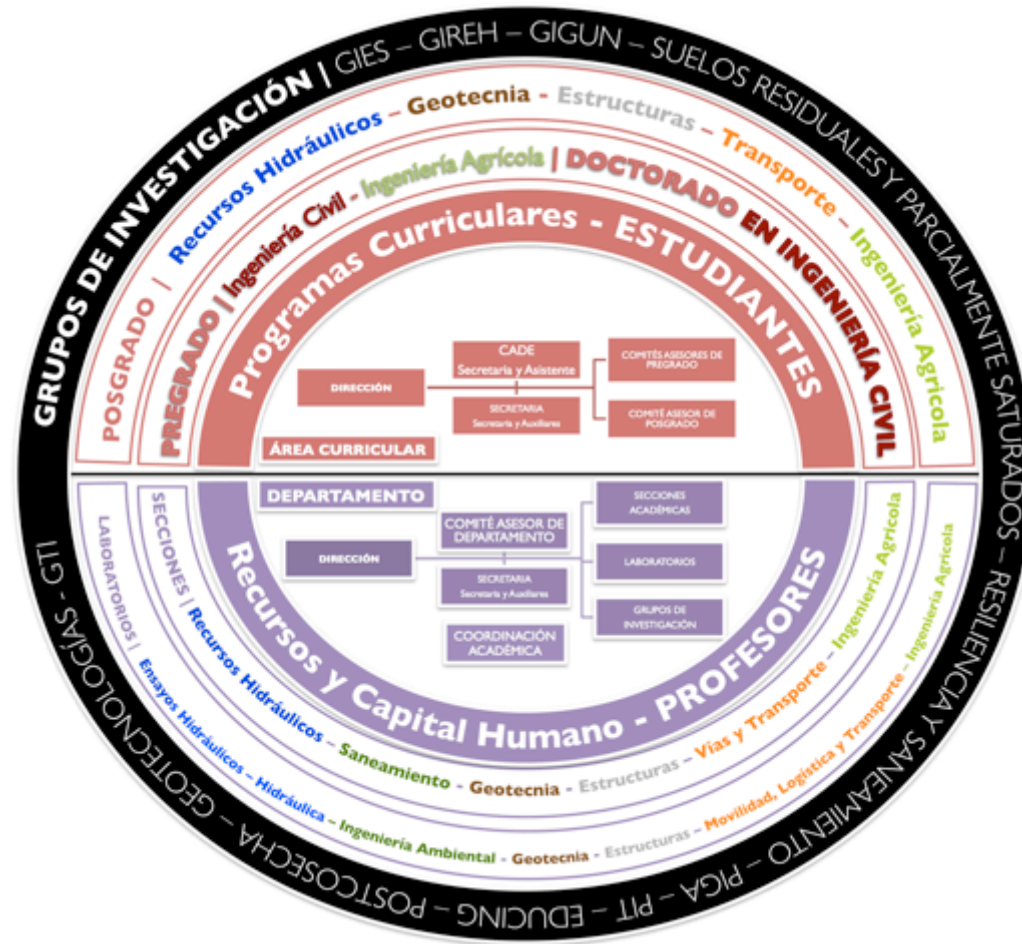 GRUPOS DE INVESTIGACIÓN | GIES – GIREH – GIGUN – SUELOS RESIDUALES Y PARCIALMENTE SATURADOS – RESILIENCIA Y SANEAMIENTO – PIGA – PIT – EDUCING – POSTCOSECHA – GEOTECNOLOGÍAS - GTI
POSGRADO | Recursos Hidráulicos – Geotecnia - Estructuras – Transporte – Ingeniería Agrícola
PREGRADO | Ingeniería Civil - Ingeniería Agrícola | DOCTORADO EN INGENIERÍA CIVIL
Programas Curriculares - ESTUDIANTES
CADE
Secretaria y Asistente
COMITÉS ASESORES DE
PREGRADO
DIRECCIÓN
SECRETARIA
Secretaria y Auxiliares
COMITÉ ASESOR DE
POSGRADO
ÁREA CURRICULAR
DEPARTAMENTO
SECCIONES
ACADÉMICAS
COMITÉ ASESOR DE
DEPARTAMENTO
DIRECCIÓN
LABORATORIOS
SECRETARIA
Secretaria y Auxiliares
GRUPOS DE
INVESTIGACIÓN
COORDINACIÓN
ACADÉMICA
Recursos y Capital Humano - PROFESORES
SECCIONES | Recursos Hidráulicos – Saneamiento - Geotecnia - Estructuras – Vías y Transporte – Ingeniería Agrícola
LABORATORIOS | Ensayos Hidráulicos – Hidráulica – Ingeniería Ambiental – Geotecnia - Estructuras – Movilidad, Logística y Transporte – Ingeniería Agrícola